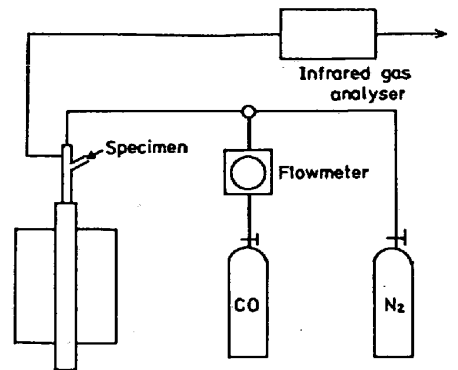 Infrared gas
analyser
Specimen
Flowmeter
CO
N₂